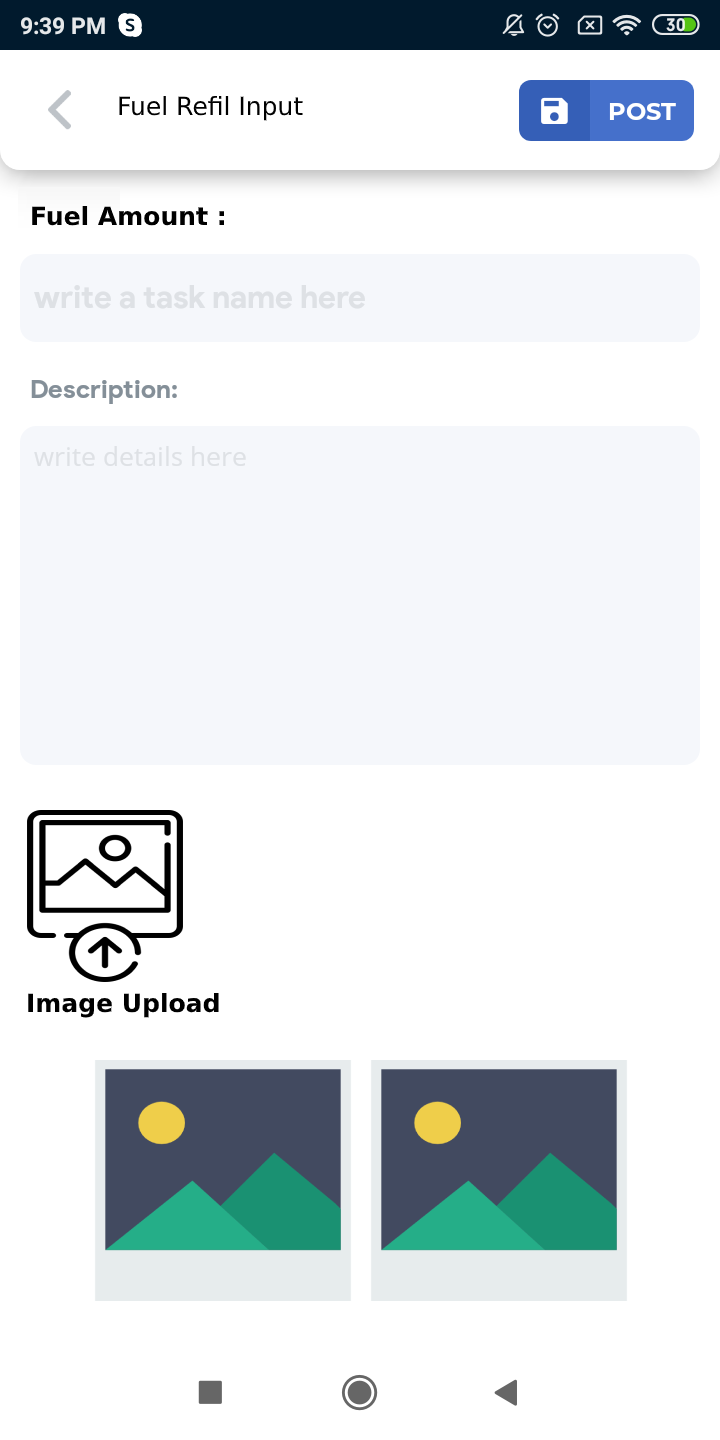 9:39 PM S 30
Fuel Refil Input
POST
Fuel Amount :
write a task name here
Description:
write details here
Image Upload